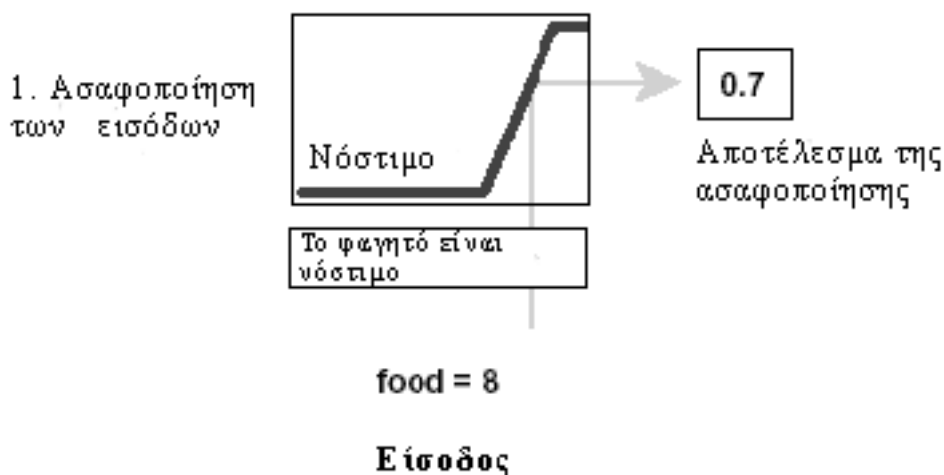 1. Ασαφοποίηση
των εισόδων
Νόστιμο
0.7
Αποτέλεσμα της
ασαφοποίησης
Το φαγητό είναι
νόστιμο
food = 8
Είσοδος